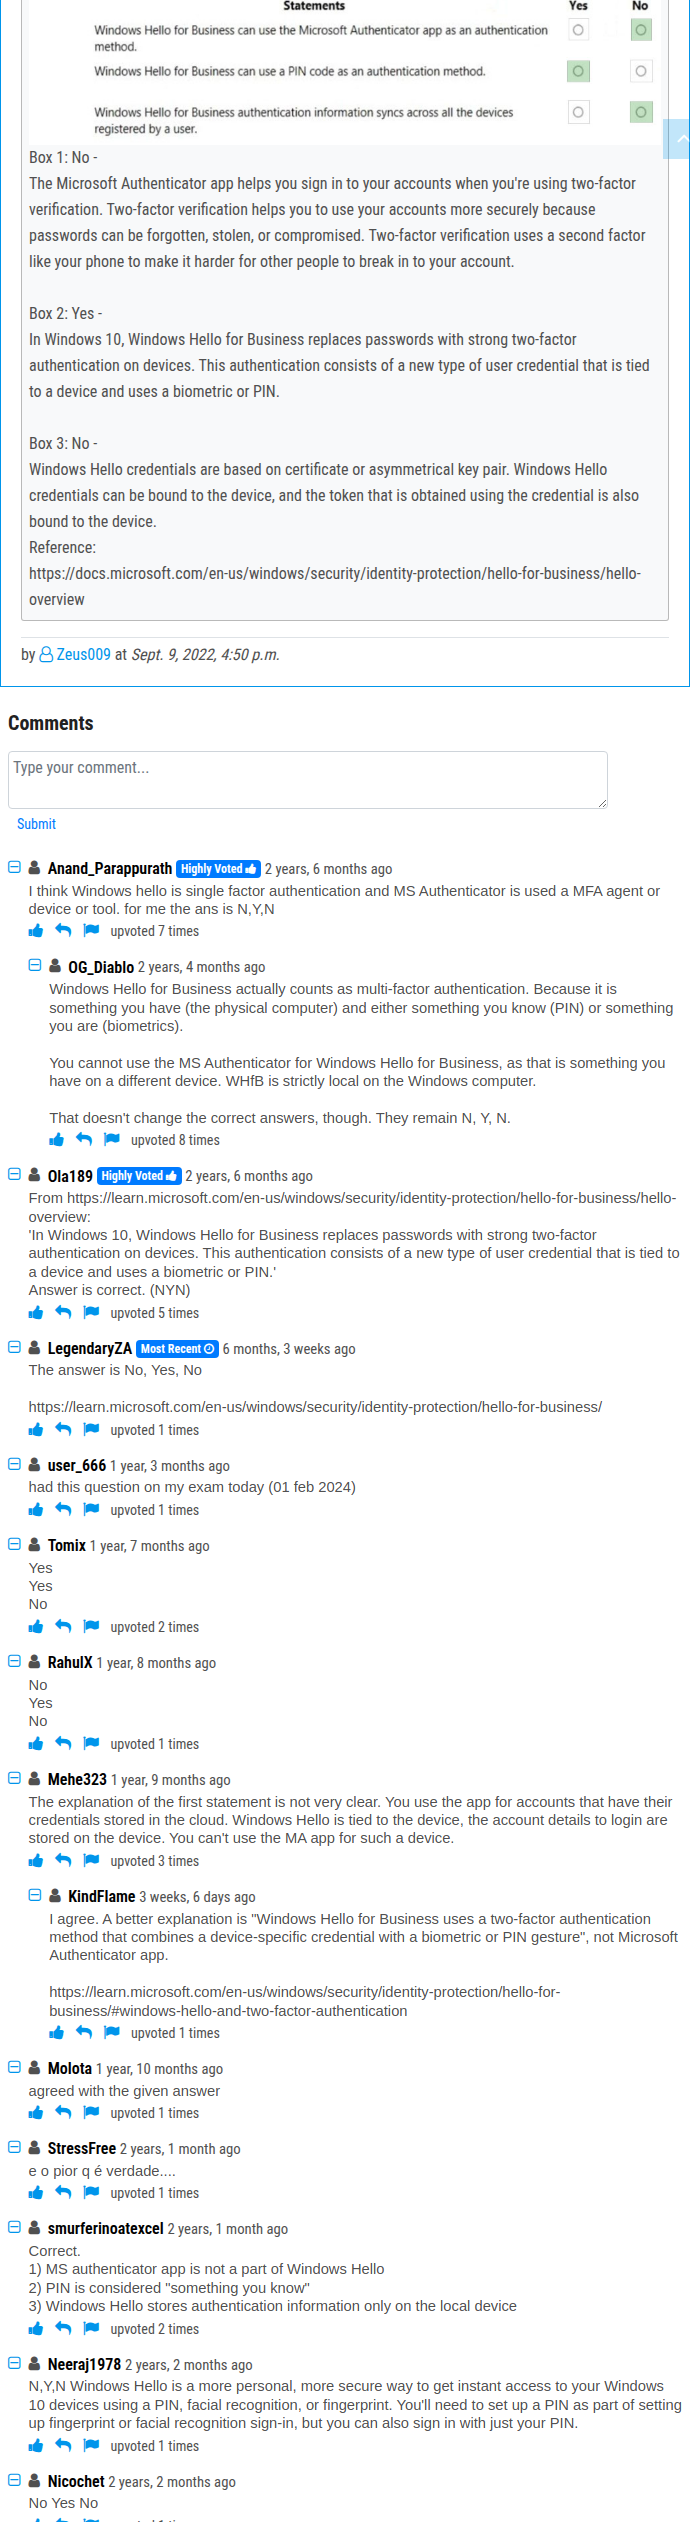 Statements Yes No
Windows Hello for Business can use the Microsoft Authenticator app as an authentication
method.
Windows Hello for Business can use a PIN code as an authentication method.
Windows Hello for Business authentication information syncs across all the devices
registered by a user.
Box 1: No -
The Microsoft Authenticator app helps you sign in to your accounts when you're using two-factor
verification. Two-factor verification helps you to use your accounts more securely because
passwords can be forgotten, stolen, or compromised. Two-factor verification uses a second factor
like your phone to make it harder for other people to break in to your account.
Box 2: Yes -
In Windows 10, Windows Hello for Business replaces passwords with strong two-factor
authentication on devices. This authentication consists of a new type of user credential that is tied
to a device and uses a biometric or PIN.
Box 3: No -
Windows Hello credentials are based on certificate or asymmetrical key pair. Windows Hello
credentials can be bound to the device, and the token that is obtained using the credential is also
bound to the device.
Reference:
https://docs.microsoft.com/en-us/windows/security/identity-protection/hello-for-business/hello-
overview
by Zeus009 at Sept. 9, 2022, 4:50 p.m.
Comments
Type your comment...
Submit
Anand_Parappurath Highly Voted 2 years, 6 months ago
I think Windows hello is single factor authentication and MS Authenticator is used a MFA agent or
device or tool. for me the ans is N,Y,N
upvoted 7 times
OG_Diablo 2 years, 4 months ago
Windows Hello for Business actually counts as multi-factor authentication. Because it is
something you have (the physical computer) and either something you know (PIN) or something
you are (biometrics).
You cannot use the MS Authenticator for Windows Hello for Business, as that is something you
have on a different device. WHfB is strictly local on the Windows computer.
That doesn't change the correct answers, though. They remain N, Y, N.
upvoted 8 times
Ola189 Highly Voted 2 years, 6 months ago
From https://learn.microsoft.com/en-us/windows/security/identity-protection/hello-for-business/hello-
overview:
'In Windows 10, Windows Hello for Business replaces passwords with strong two-factor
authentication on devices. This authentication consists of a new type of user credential that is tied to
a device and uses a biometric or PIN.'
Answer is correct. (NYN)
upvoted 5 times
LegendaryZA Most Recent 6 months, 3 weeks ago
The answer is No, Yes, No
https://learn.microsoft.com/en-us/windows/security/identity-protection/hello-for-business/
upvoted 1 times
user_666 1 year, 3 months ago
had this question on my exam today (01 feb 2024)
upvoted 1 times
Tomix 1 year, 7 months ago
Yes
Yes
No
upvoted 2 times
RahulX 1 year, 8 months ago
No
Yes
No
upvoted 1 times
Mehe323 1 year, 9 months ago
The explanation of the first statement is not very clear. You use the app for accounts that have their
credentials stored in the cloud. Windows Hello is tied to the device, the account details to login are
stored on the device. You can't use the MA app for such a device.
upvoted 3 times
KindFlame 3 weeks, 6 days ago
I agree. A better explanation is "Windows Hello for Business uses a two-factor authentication
method that combines a device-specific credential with a biometric or PIN gesture", not Microsoft
Authenticator app.
https://learn.microsoft.com/en-us/windows/security/identity-protection/hello-for-
business/#windows-hello-and-two-factor-authentication
upvoted 1 times
Molota 1 year, 10 months ago
agreed with the given answer
upvoted 1 times
StressFree 2 years, 1 month ago
e o pior q é verdade....
upvoted 1 times
smurferinoatexcel 2 years, 1 month ago
Correct.
1) MS authenticator app is not a part of Windows Hello
2) PIN is considered "something you know"
3) Windows Hello stores authentication information only on the local device
upvoted 2 times
Neeraj1978 2 years, 2 months ago
N,Y,N Windows Hello is a more personal, more secure way to get instant access to your Windows
10 devices using a PIN, facial recognition, or fingerprint. You'll need to set up a PIN as part of setting
up fingerprint or facial recognition sign-in, but you can also sign in with just your PIN.
upvoted 1 times
Nicochet 2 years, 2 months ago
No Yes No